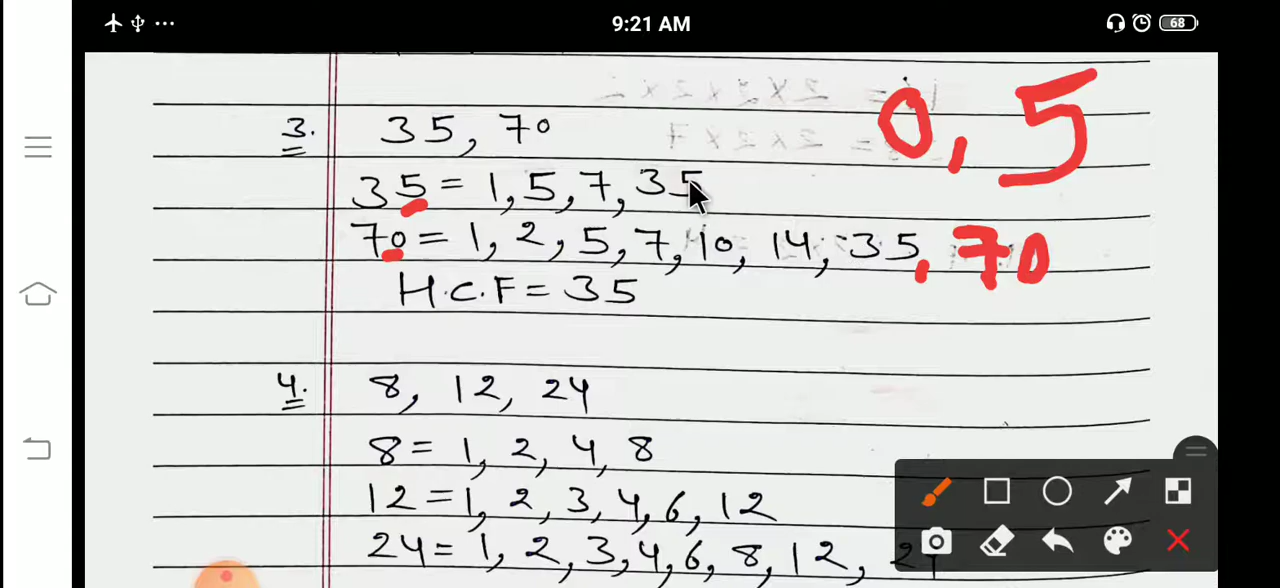 9:21 AM
68
0, 5
3. 35, 70
35 = 1, 5, 7, 35
70 = 1, 2, 5, 7, 10, 14, 35, 70
H.C.F = 35
4. 8, 12, 24
8 = 1, 2, 4, 8
12 = 1, 2, 3, 4, 6, 12
24 = 1, 2, 3, 4, 6, 8, 12, 24